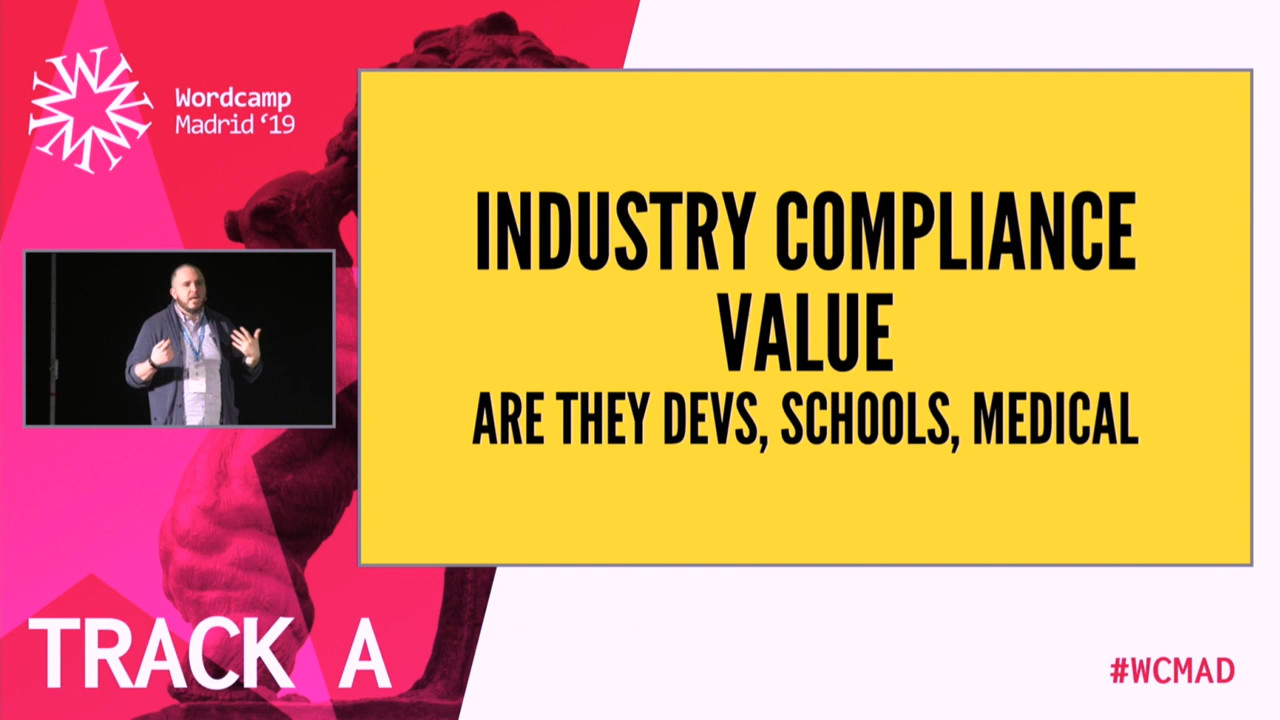 Wordcamp
Madrid ‘19
INDUSTRY COMPLIANCE
VALUE
ARE THEY DEVS, SCHOOLS, MEDICAL
TRACK A
#WCMAD